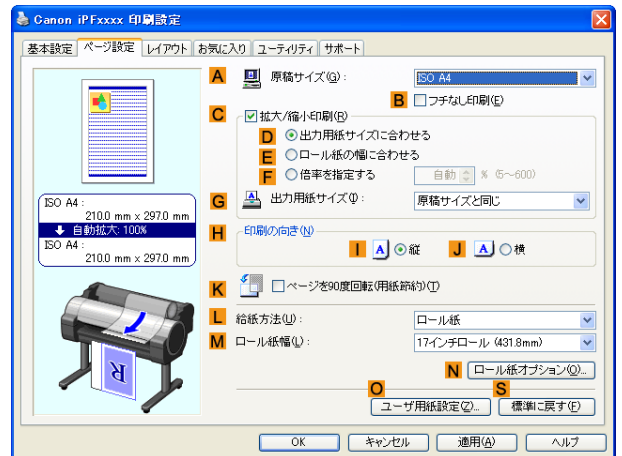 Canon iPFxxxx 印刷設定
基本設定 ページ設定 レイアウト お気に入り ユーティリティ サポート
A 原稿サイズ(G): ISO A4
B フチなし印刷(E)
C 拡大/縮小印刷(R)
D 出力用紙サイズに合わせる
E ロール紙の幅に合わせる
F 倍率を指定する 自動 % (5~600)
G 出力用紙サイズ(I): 原稿サイズと同じ
ISO A4 :
210.0 mm x 297.0 mm
自動拡大: 100%
ISO A4 :
210.0 mm x 297.0 mm
H 印刷の向き(N)
I A 縦 J A 横
K ページを90度回転(用紙節約)(T)
L 給紙方法(U): ロール紙
M ロール紙幅(L): 17インチロール (431.8mm)
R
N ロール紙オプション(O)...
O S
ユーザ用紙設定(Z)... 標準に戻す(F)
OK キャンセル 適用(A) ヘルプ